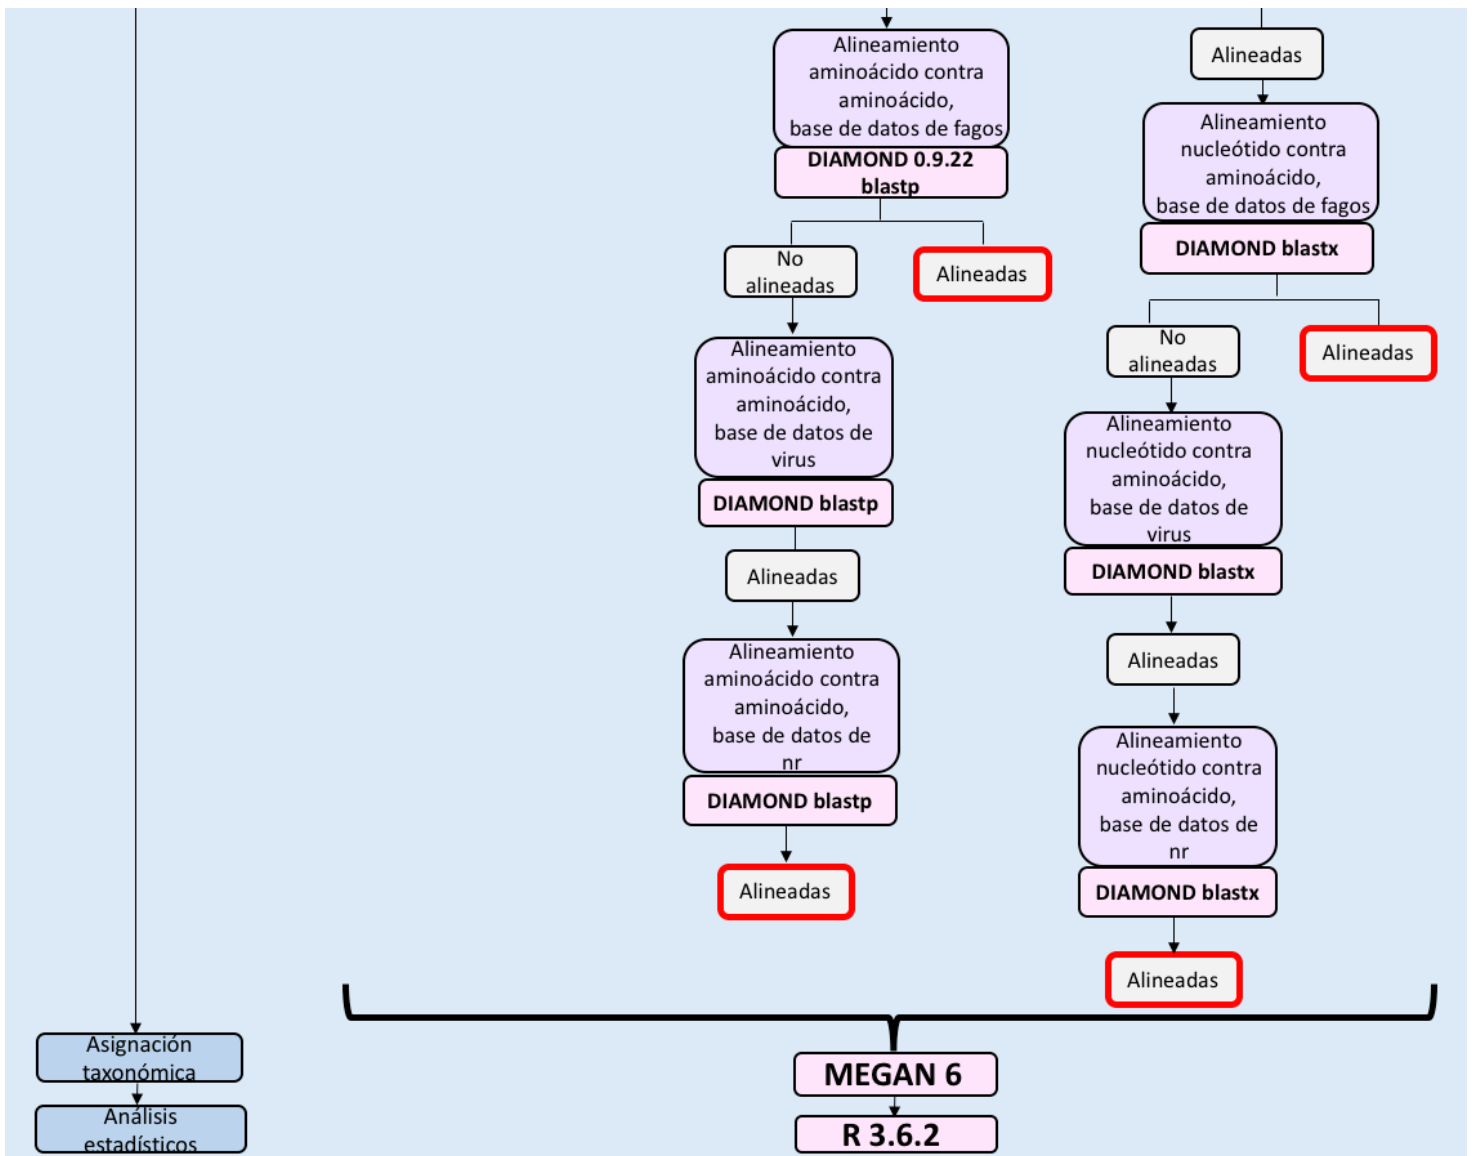 Alineamiento
aminoácido contra
aminoácido,
base de datos de fagos
DIAMOND 0.9.22
blastp
No
alineadas
Alineadas
Alineamiento
aminoácido contra
aminoácido,
base de datos de
virus
DIAMOND blastp
Alineadas
Alineamiento
aminoácido contra
aminoácido,
base de datos de
nr
DIAMOND blastp
Alineadas
Alineadas
Alineamiento
nucleótido contra
aminoácido,
base de datos de fagos
DIAMOND blastx
No
alineadas
Alineadas
Alineamiento
nucleótido contra
aminoácido,
base de datos de
virus
DIAMOND blastx
Alineadas
Alineamiento
nucleótido contra
aminoácido,
base de datos de
nr
DIAMOND blastx
Alineadas
Asignación
taxonómica
Análisis
estadísticos
MEGAN 6
R 3.6.2